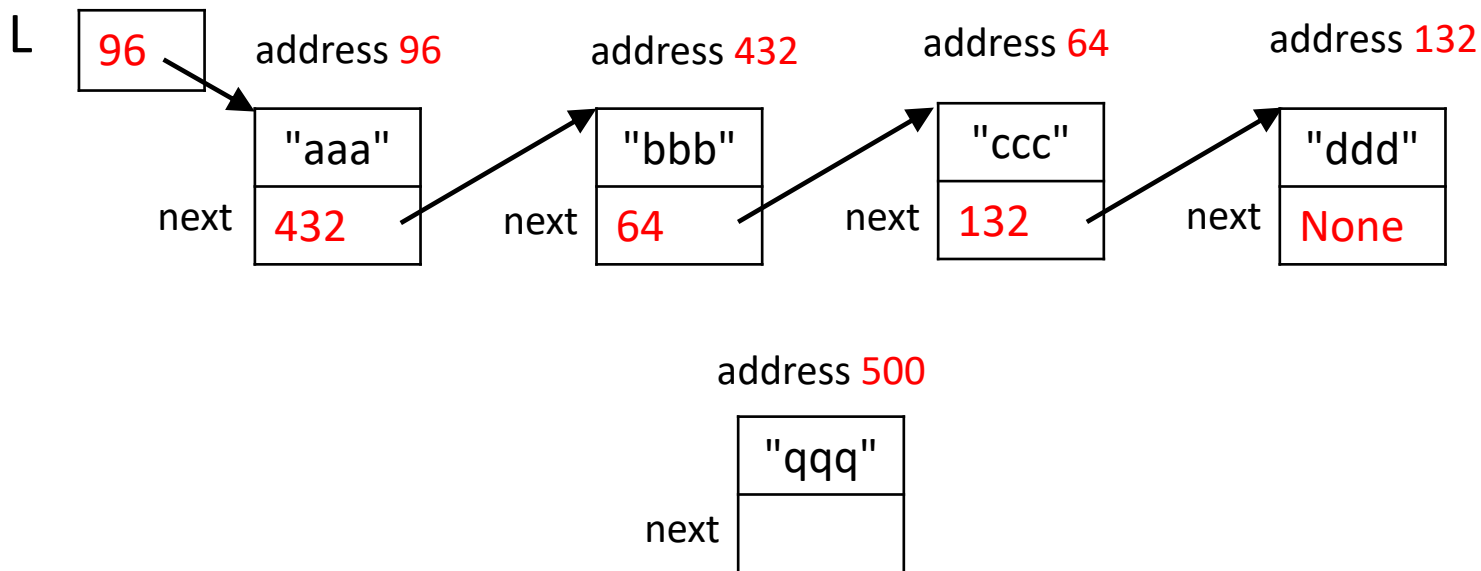 L 96 address 96 address 432 address 64 address 132
"aaa" "bbb" "ccc" "ddd"
next 432 next 64 next 132 next None
address 500
"qqq"
next